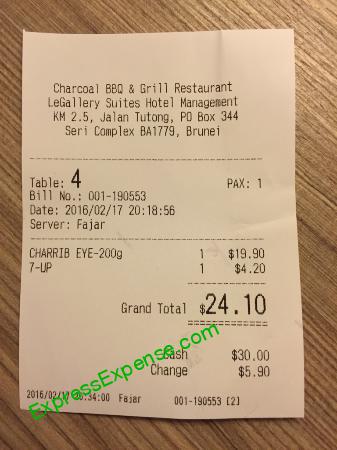 Charcoal BBQ & Grill Restaurant
LeGallery Suites Hotel Management
KM 2.5, Jalan Tutong, PO Box 344
Seri Complex BA1779, Brunei
Table: 4 PAX: 1
Bill No.: 001-190553
Date: 2016/02/17 20:18:56
Server: Fajar
CHARRIB EYE-200g 1 $19.90
7-UP 1 $4.20
Grand Total $24.10
Cash $30.00
Change $5.90
2016/02/17 20:34:00 Fajar 001-190553 [2]
ExpressExpense.com